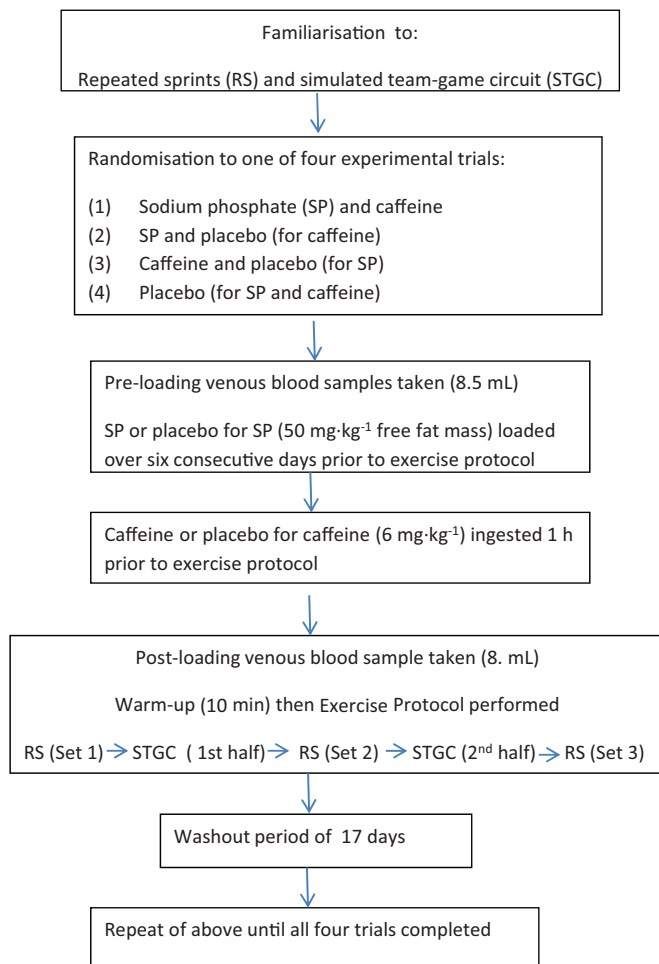 Familiarisation to:
Repeated sprints (RS) and simulated team-game circuit (STGC)
Randomisation to one of four experimental trials:
(1) Sodium phosphate (SP) and caffeine
(2) SP and placebo (for caffeine)
(3) Caffeine and placebo (for SP)
(4) Placebo (for SP and caffeine)
Pre-loading venous blood samples taken (8.5 mL)
SP or placebo for SP (50 mg·kg⁻¹ free fat mass) loaded
over six consecutive days prior to exercise protocol
Caffeine or placebo for caffeine (6 mg·kg⁻¹) ingested 1 h
prior to exercise protocol
Post-loading venous blood sample taken (8. mL)
Warm-up (10 min) then Exercise Protocol performed
RS (Set 1) → STGC ( 1st half) → RS (Set 2) → STGC (2ⁿᵈ half) → RS (Set 3)
Washout period of 17 days
Repeat of above until all four trials completed